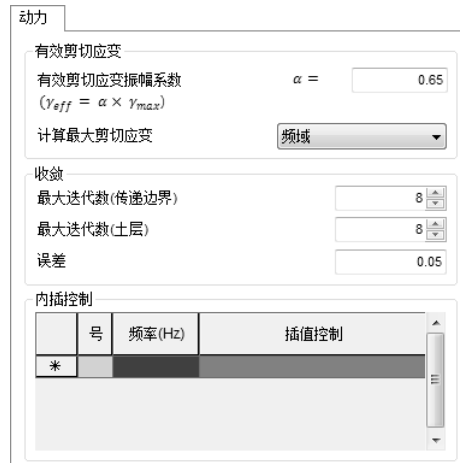 动力
有效剪切应变
有效剪切应变振幅系数 α = 0.65
(γeff = α × γmax)
计算最大剪切应变 频域
收敛
最大迭代数(传递边界) 8
最大迭代数(土层) 8
误差 0.05
内插控制
号 频率(Hz) 插值控制
*